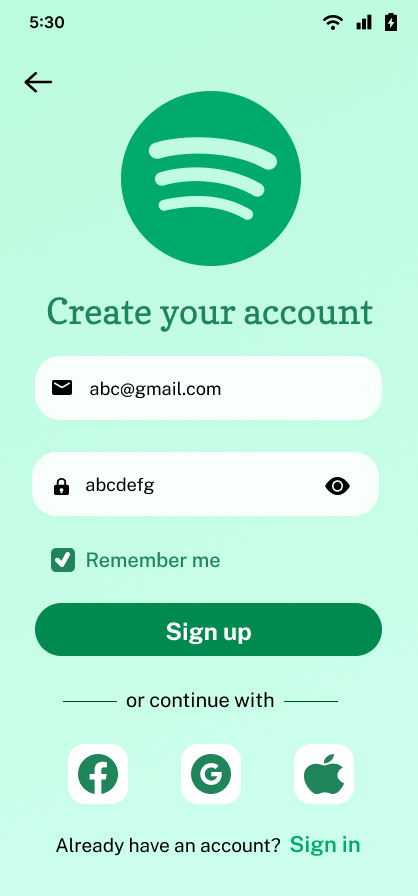 5:30
Create your account
abc@gmail.com
abcdefg
Remember me
Sign up
or continue with
Already have an account? Sign in